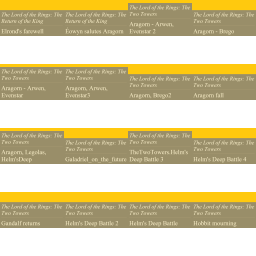 The Lord of the Rings: The
Return of the King
Elrond's farewell
The Lord of the Rings: The
Return of the King
Eowyn salutes Aragorn
The Lord of the Rings: The
Two Towers
Aragorn - Arwen,
Evenstar 2
The Lord of the Rings: The
Two Towers
Aragorn - Brego
The Lord of the Rings: The
Two Towers
Aragorn - Arwen,
Evenstar
The Lord of the Rings: The
Two Towers
Aragorn, Arwen,
Evenstar3
The Lord of the Rings: The
Two Towers
Aragorn, Brego2
The Lord of the Rings: The
Two Towers
Aragorn fall
The Lord of the Rings: The
Two Towers
Aragorn, Legolas,
Helm'sDeep
The Lord of the Rings: The
Two Towers
Galadriel_on_the_future
The Lord of the Rings: The
Two Towers
TheTwoTowers Helm's
Deep Battle 3
The Lord of the Rings: The
Two Towers
Helm's Deep Battle 4
The Lord of the Rings: The
Two Towers
Gandalf returns
The Lord of the Rings: The
Two Towers
Helm's Deep Battle 2
The Lord of the Rings: The
Two Towers
Helm's Deep Battle
The Lord of the Rings: The
Two Towers
Hobbit mourning